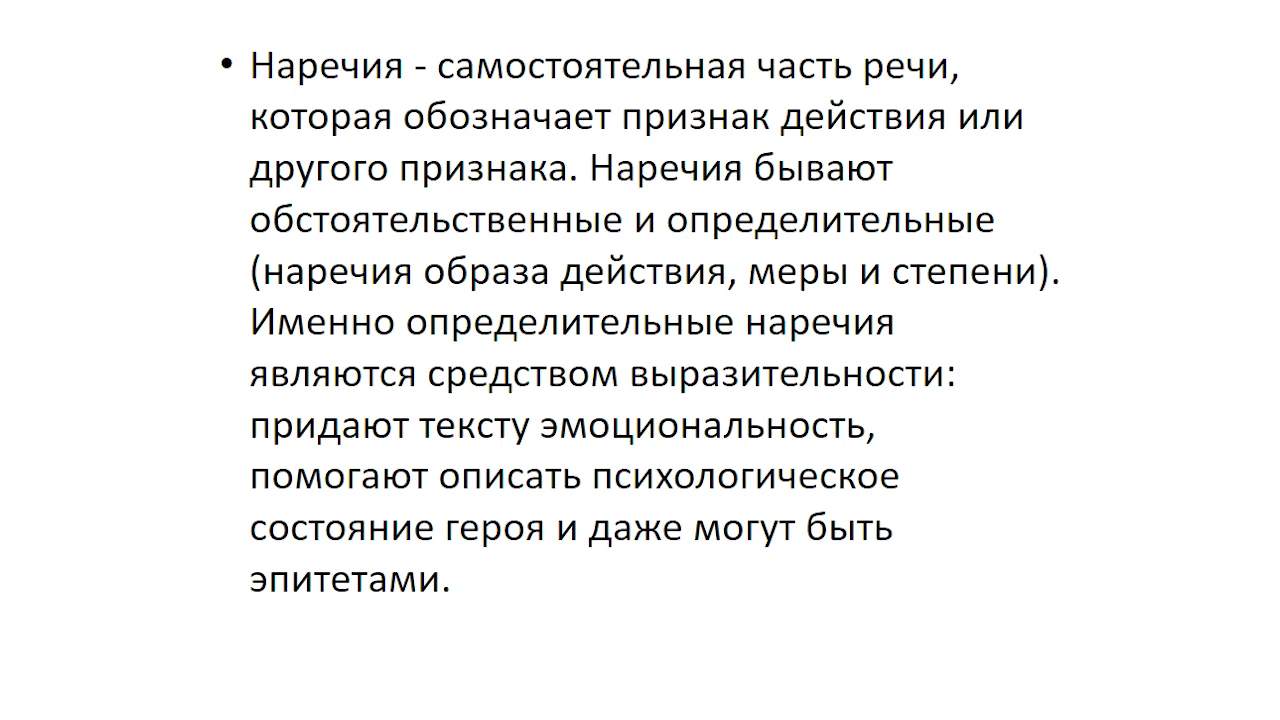 • Наречия - самостоятельная часть речи,
которая обозначает признак действия или
другого признака. Наречия бывают
обстоятельственные и определительные
(наречия образа действия, меры и степени).
Именно определительные наречия
являются средством выразительности:
придают тексту эмоциональность,
помогают описать психологическое
состояние героя и даже могут быть
эпитетами.